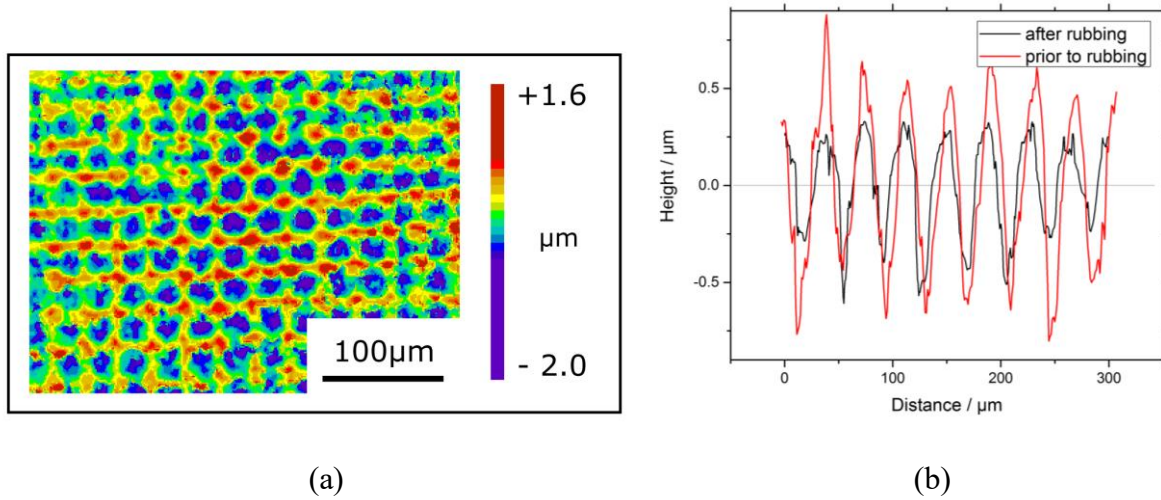 +1.6
µm
- 2.0
100µm
(a)
after rubbing
prior to rubbing
Height / µm
0.5
0.0
-0.5
0
100
200
300
Distance / µm
(b)